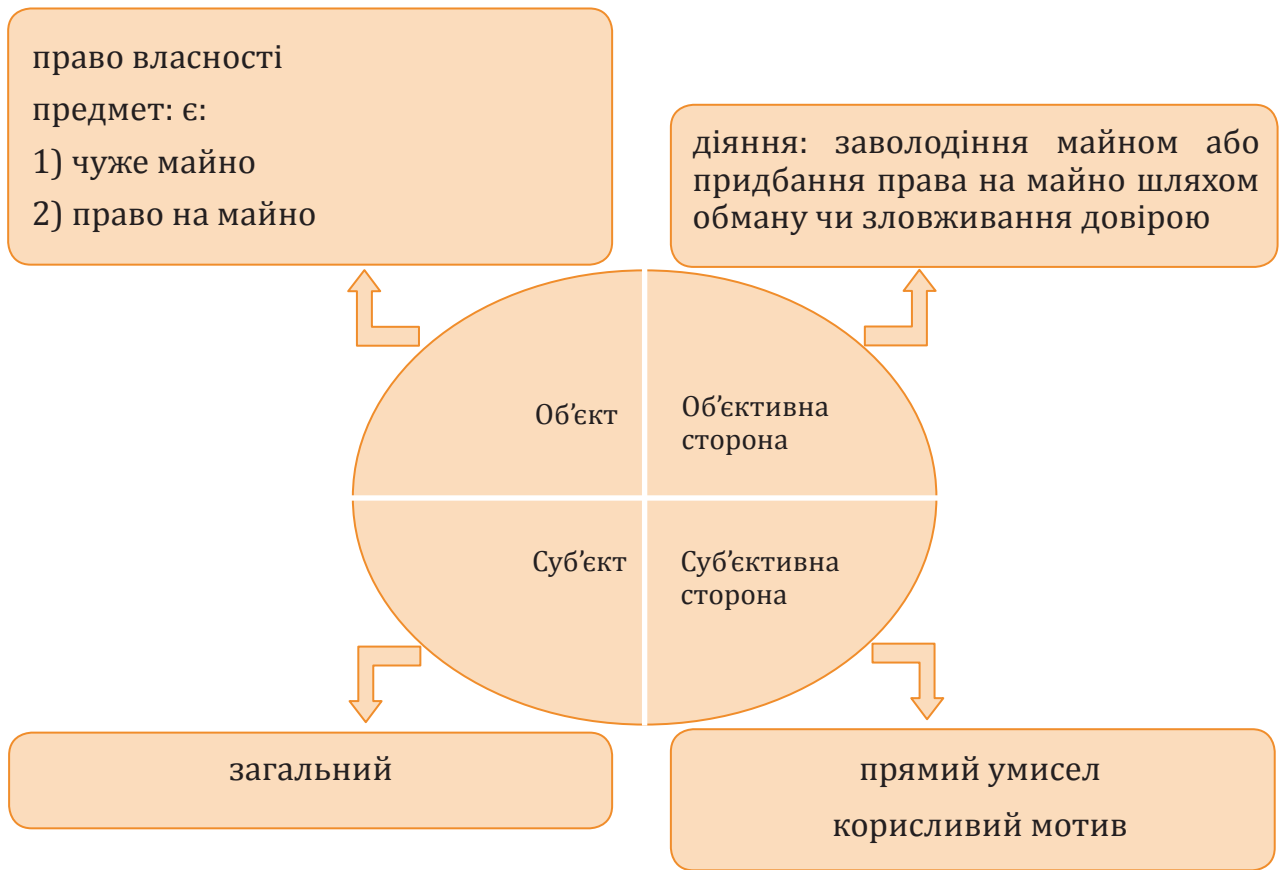 право власності
предмет: є:
1) чуже майно
2) право на майно
діяння: заволодіння майном або
придбання права на майно шляхом
обману чи зловживання довірою
Об’єкт
Об’єктивна
сторона
Суб’єкт
Суб’єктивна
сторона
загальний
прямий умисел
корисливий мотив